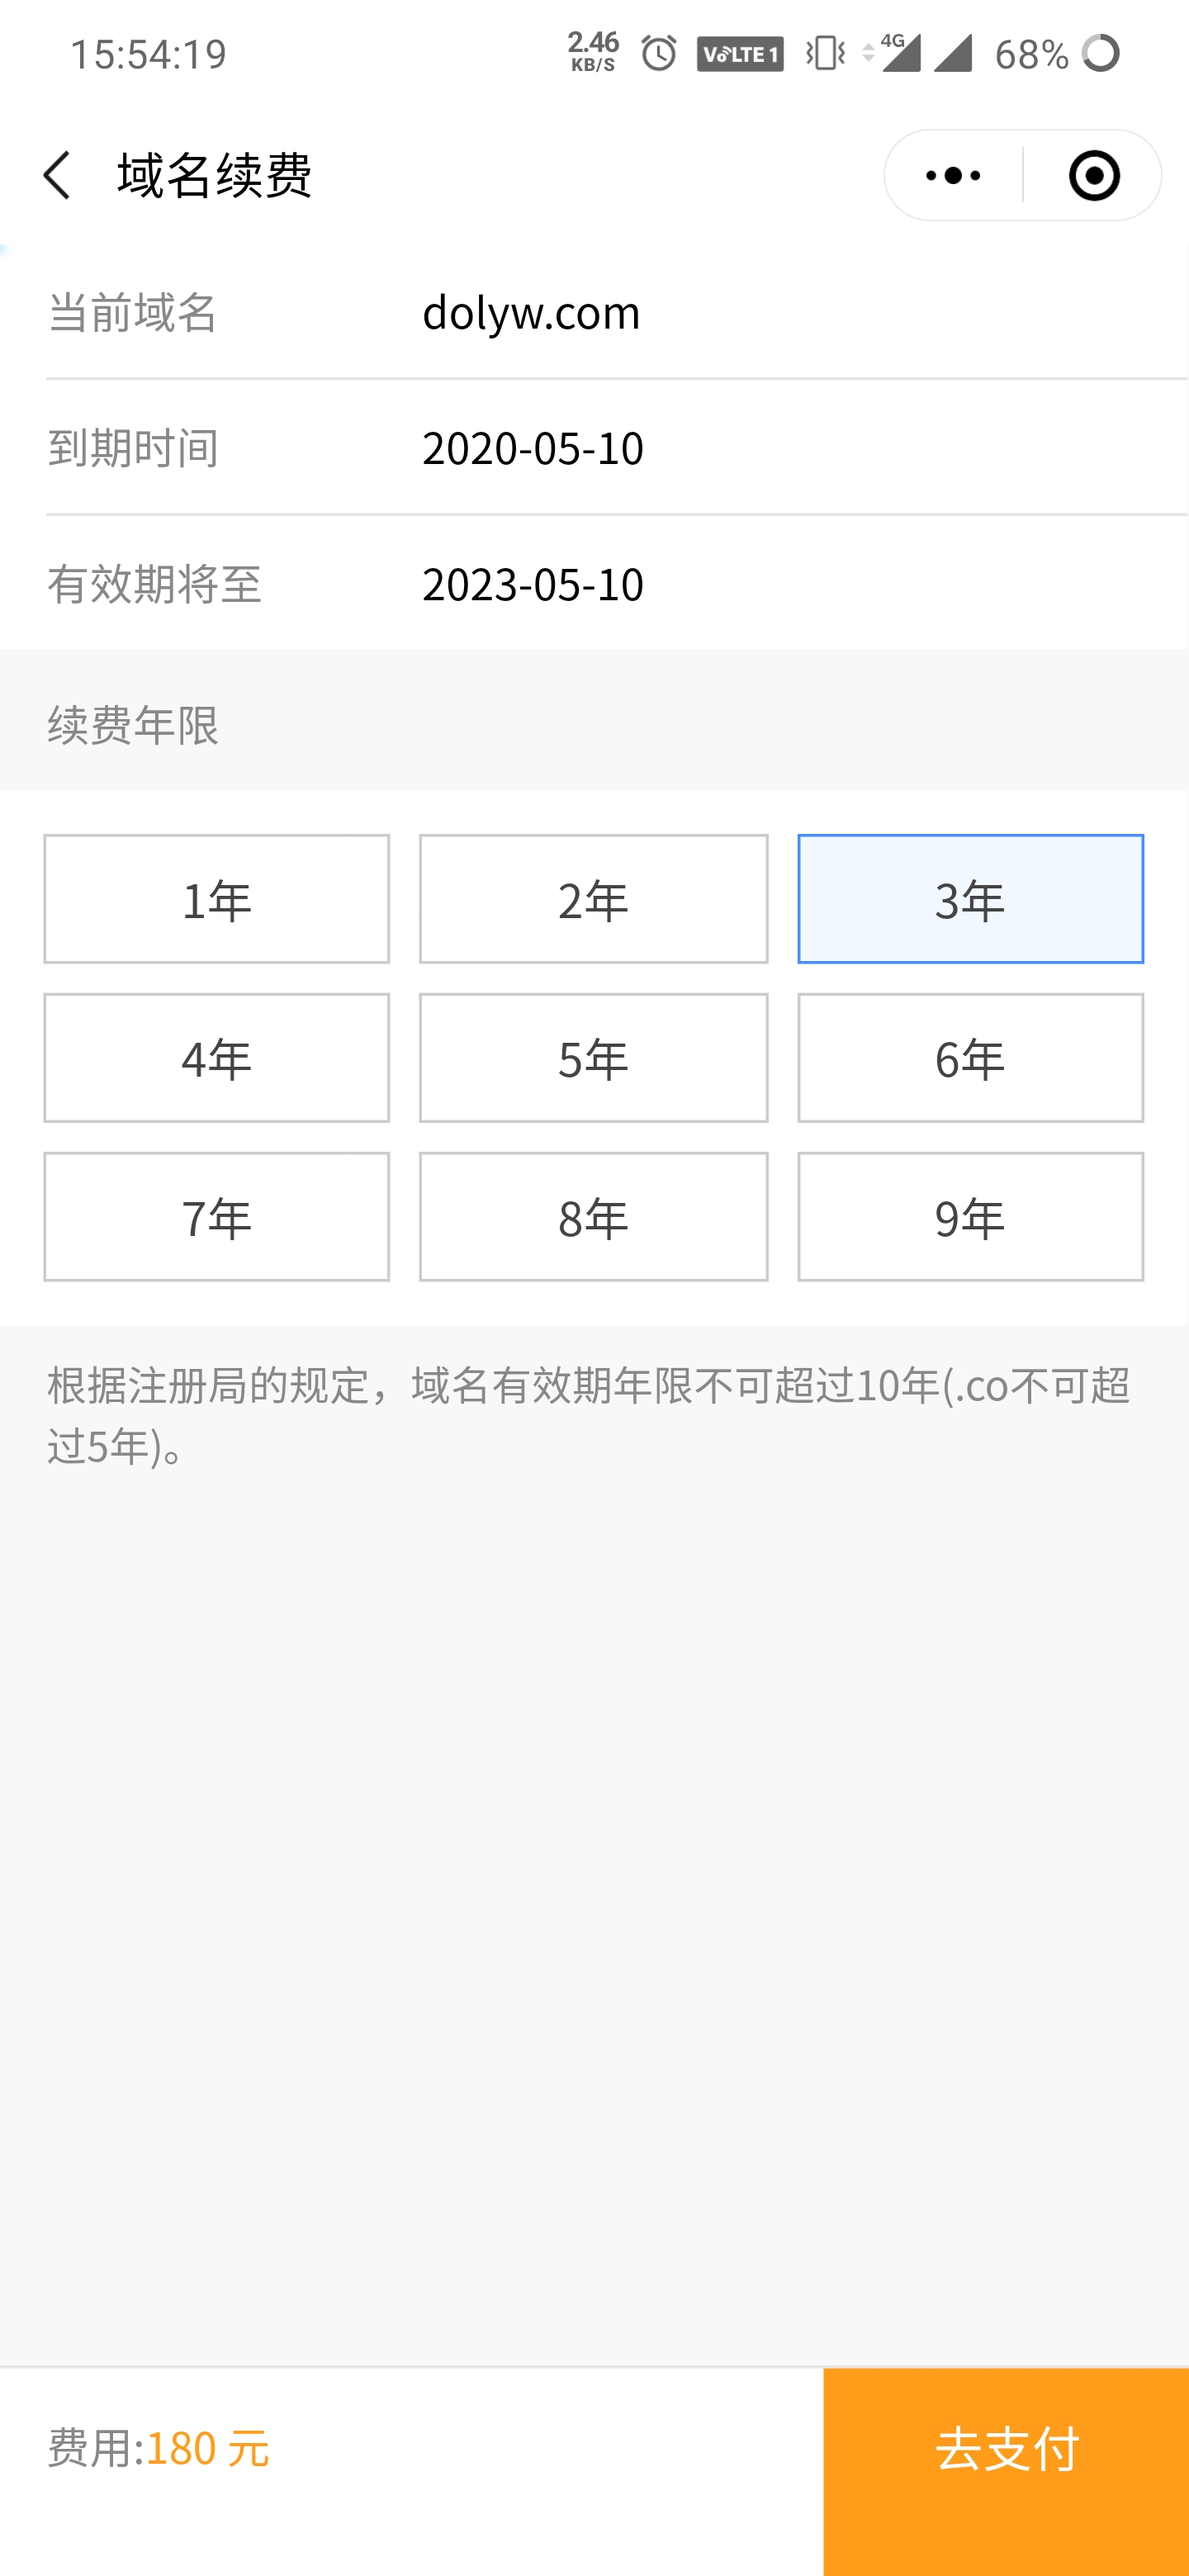 15:54:19 2.46 KB/S VoLTE 1 4G 68%
域名续费
当前域名 dolyw.com
到期时间 2020-05-10
有效期将至 2023-05-10
续费年限
1年 2年 3年
4年 5年 6年
7年 8年 9年
根据注册局的规定，域名有效期年限不可超过10年(.co不可超
过5年)。
费用:180 元 去支付